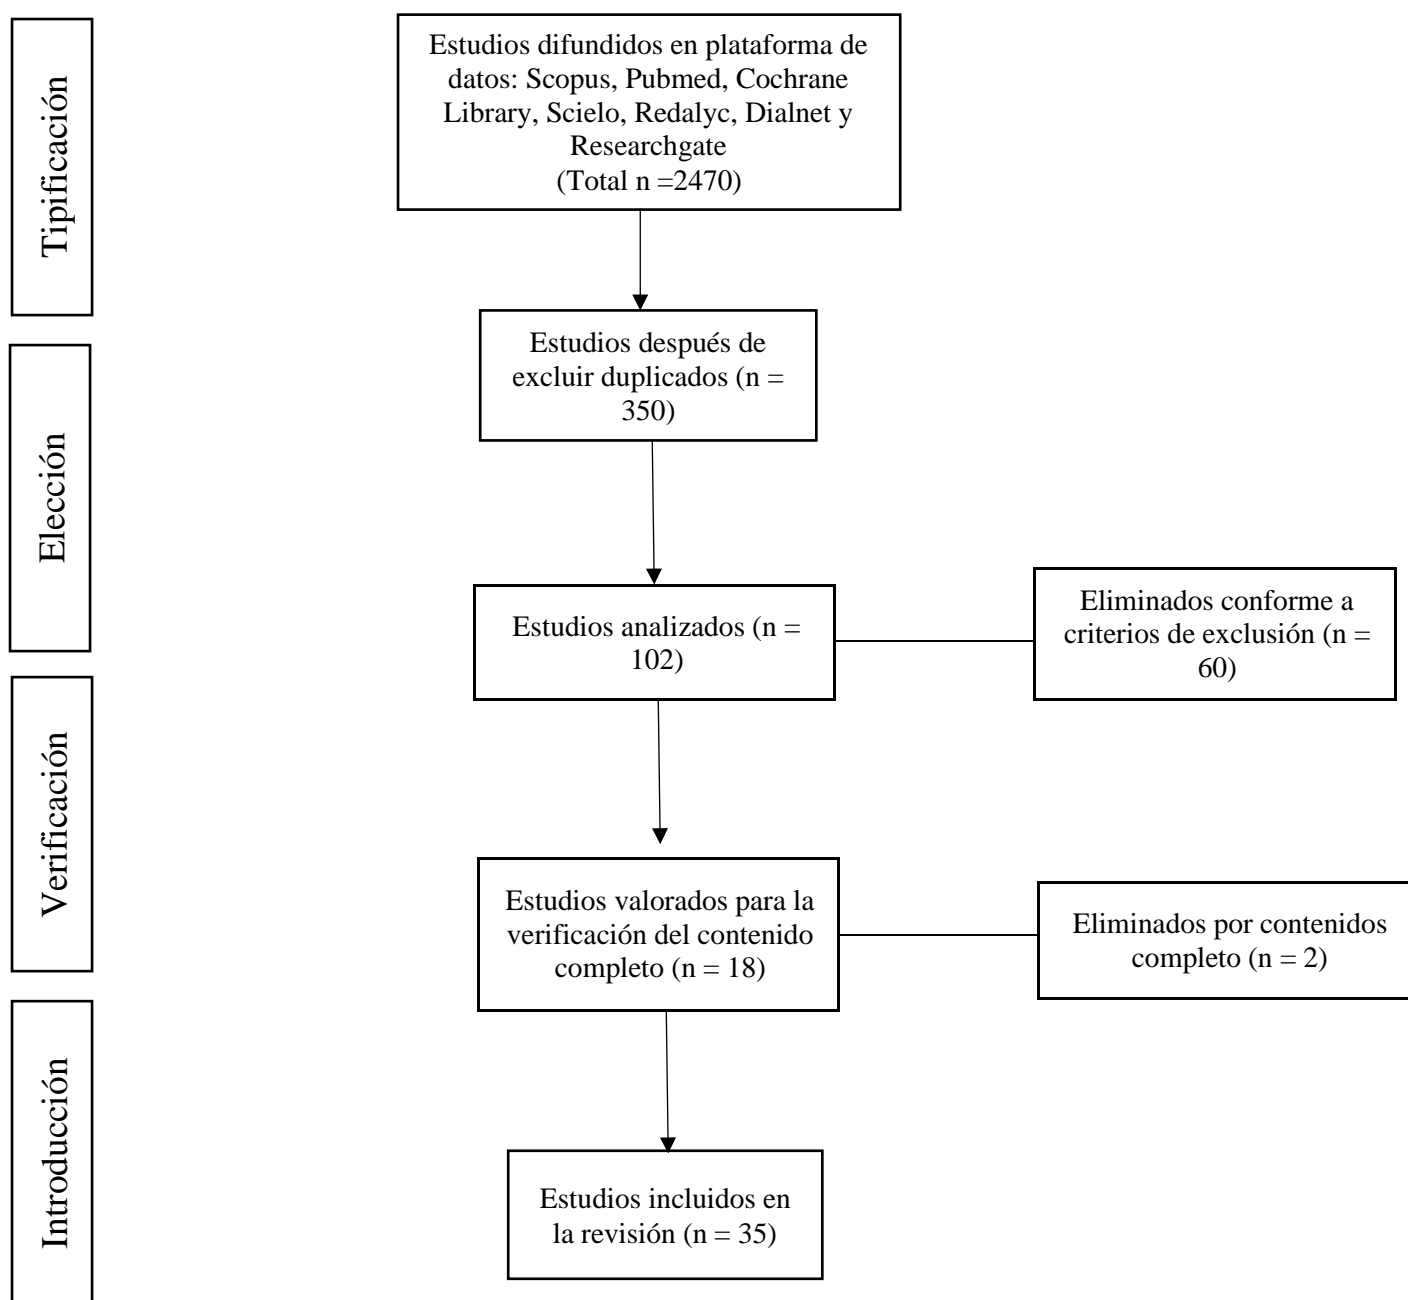 Tipificación
Estudios difundidos en plataforma de
datos: Scopus, Pubmed, Cochrane
Library, Scielo, Redalyc, Dialnet y
Researchgate
(Total n =2470)
Estudios después de
excluir duplicados (n =
350)
Elección
Estudios analizados (n =
102)
Eliminados conforme a
criterios de exclusión (n =
60)
Verificación
Estudios valorados para la
verificación del contenido
completo (n = 18)
Eliminados por contenidos
completo (n = 2)
Introducción
Estudios incluidos en
la revisión (n = 35)